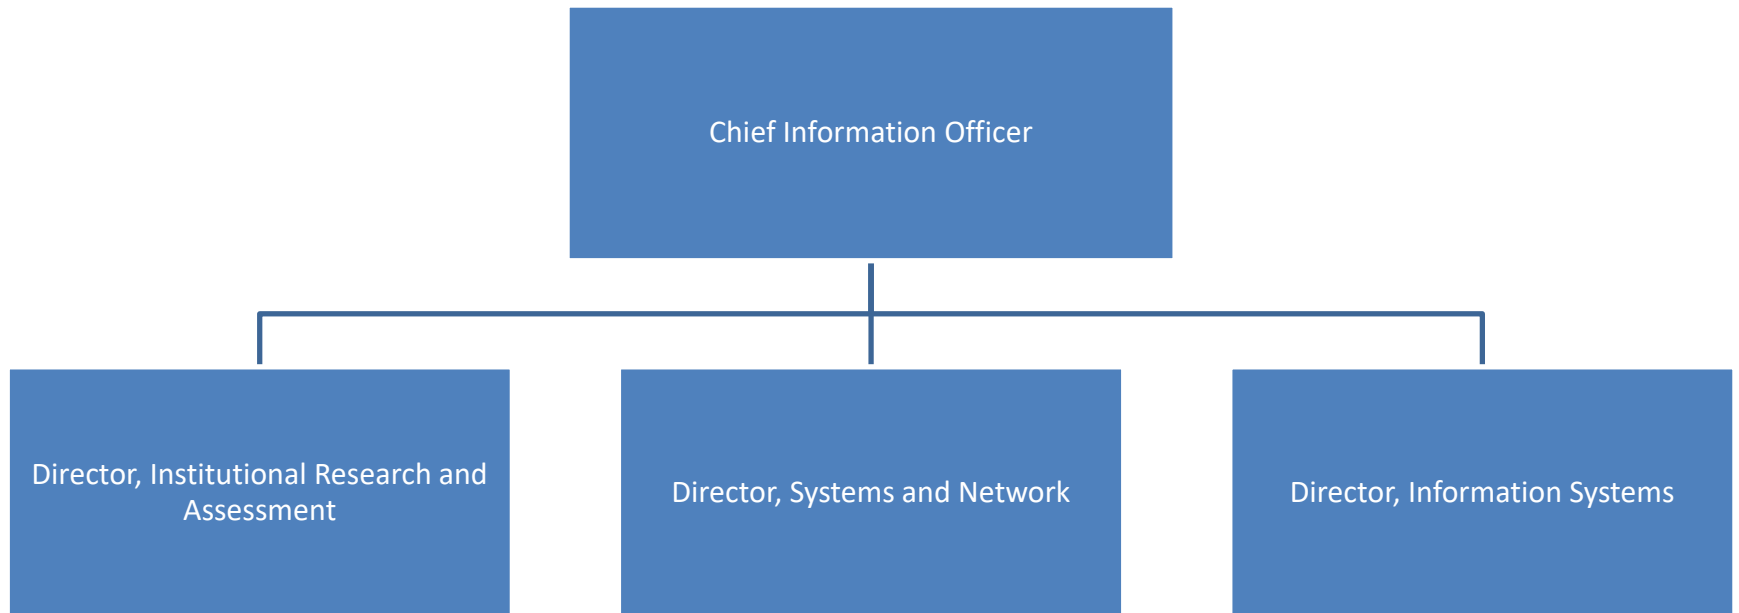 Chief Information Officer
Director, Institutional Research and
Assessment
Director, Systems and Network
Director, Information Systems